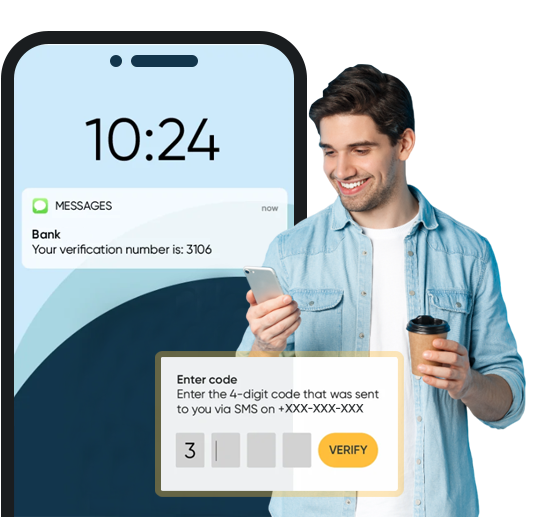 10:24
MESSAGES
now
Bank
Your verification number is: 3106
Enter code
Enter the 4-digit code that was sent
to you via SMS on +XXX-XXX-XXX
3
VERIFY